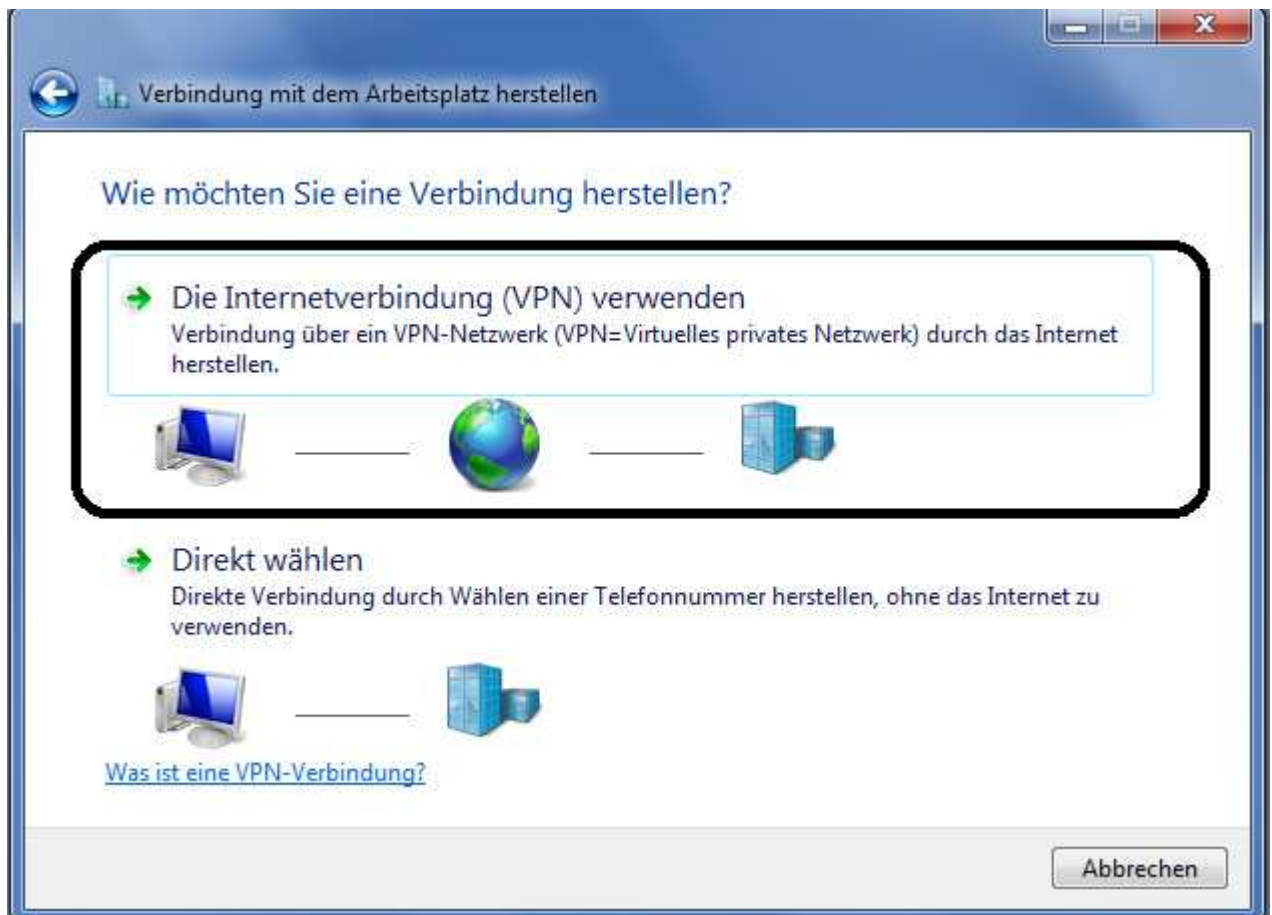 Verbindung mit dem Arbeitsplatz herstellen
Wie möchten Sie eine Verbindung herstellen?
Die Internetverbindung (VPN) verwenden
Verbindung über ein VPN-Netzwerk (VPN=Virtuelles privates Netzwerk) durch das Internet
herstellen.
Direkt wählen
Direkte Verbindung durch Wählen einer Telefonnummer herstellen, ohne das Internet zu
verwenden.
Was ist eine VPN-Verbindung?
Abbrechen